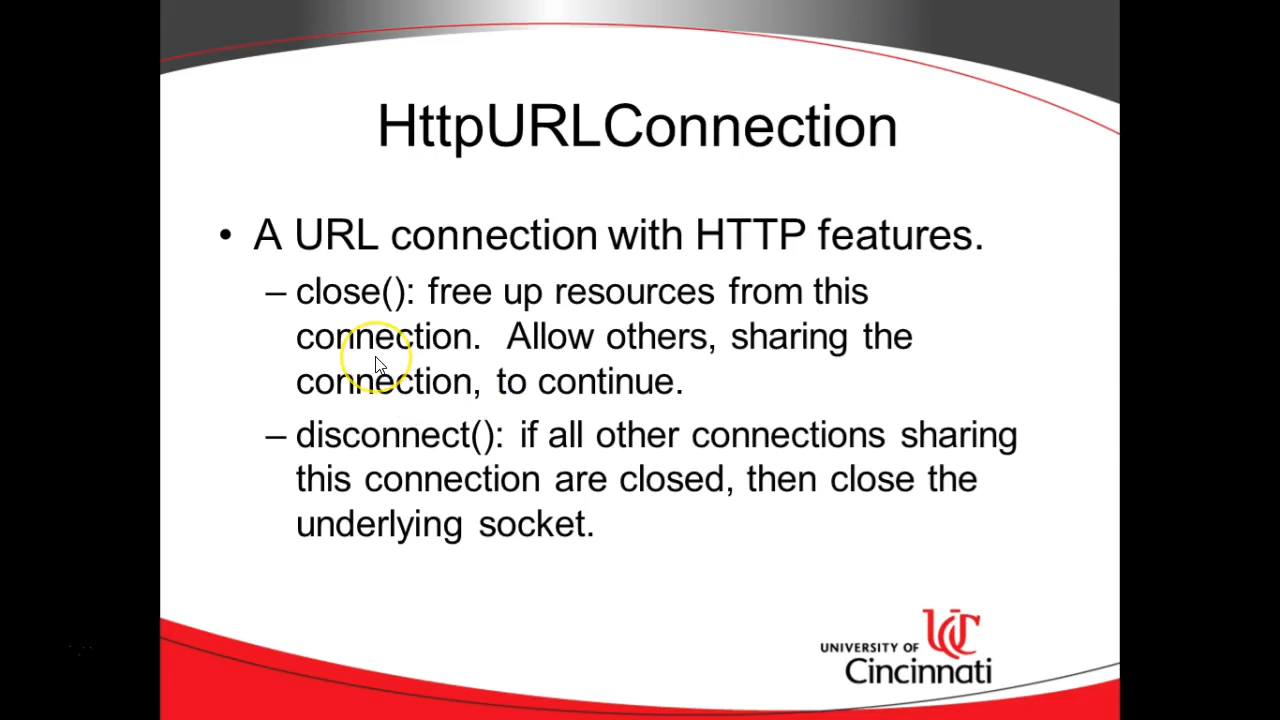 HttpURLConnection
• A URL connection with HTTP features.
– close(): free up resources from this
connection. Allow others, sharing the
connection, to continue.
– disconnect(): if all other connections sharing
this connection are closed, then close the
underlying socket.
UC
UNIVERSITY OF
Cincinnati